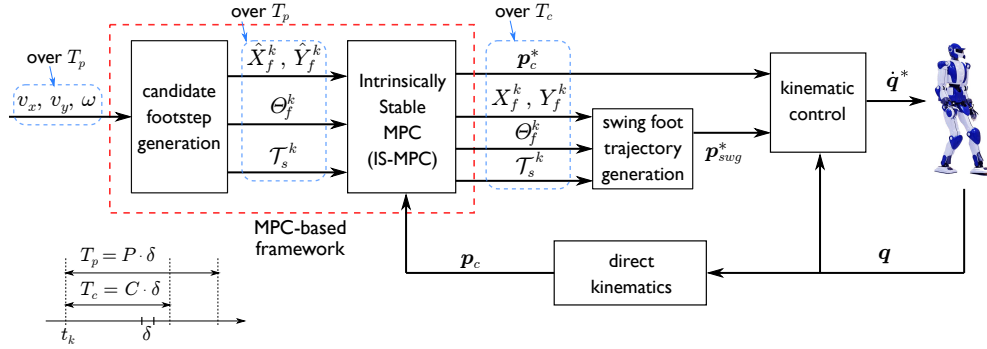 over T_p
v_x, v_y, ω
candidate
footstep
generation
over T_p
X̂_f^k , Ŷ_f^k
Θ_f^k
𝒯_s^k
Intrinsically
Stable
MPC
(IS-MPC)
MPC-based
framework
over T_c
p_c^*
X_f^k , Y_f^k
Θ_f^k
𝒯_s^k
swing foot
trajectory
generation
p_swg^*
kinematic
control
q̇^*
p_c
direct
kinematics
q
T_p = P · δ
T_c = C · δ
t_k δ